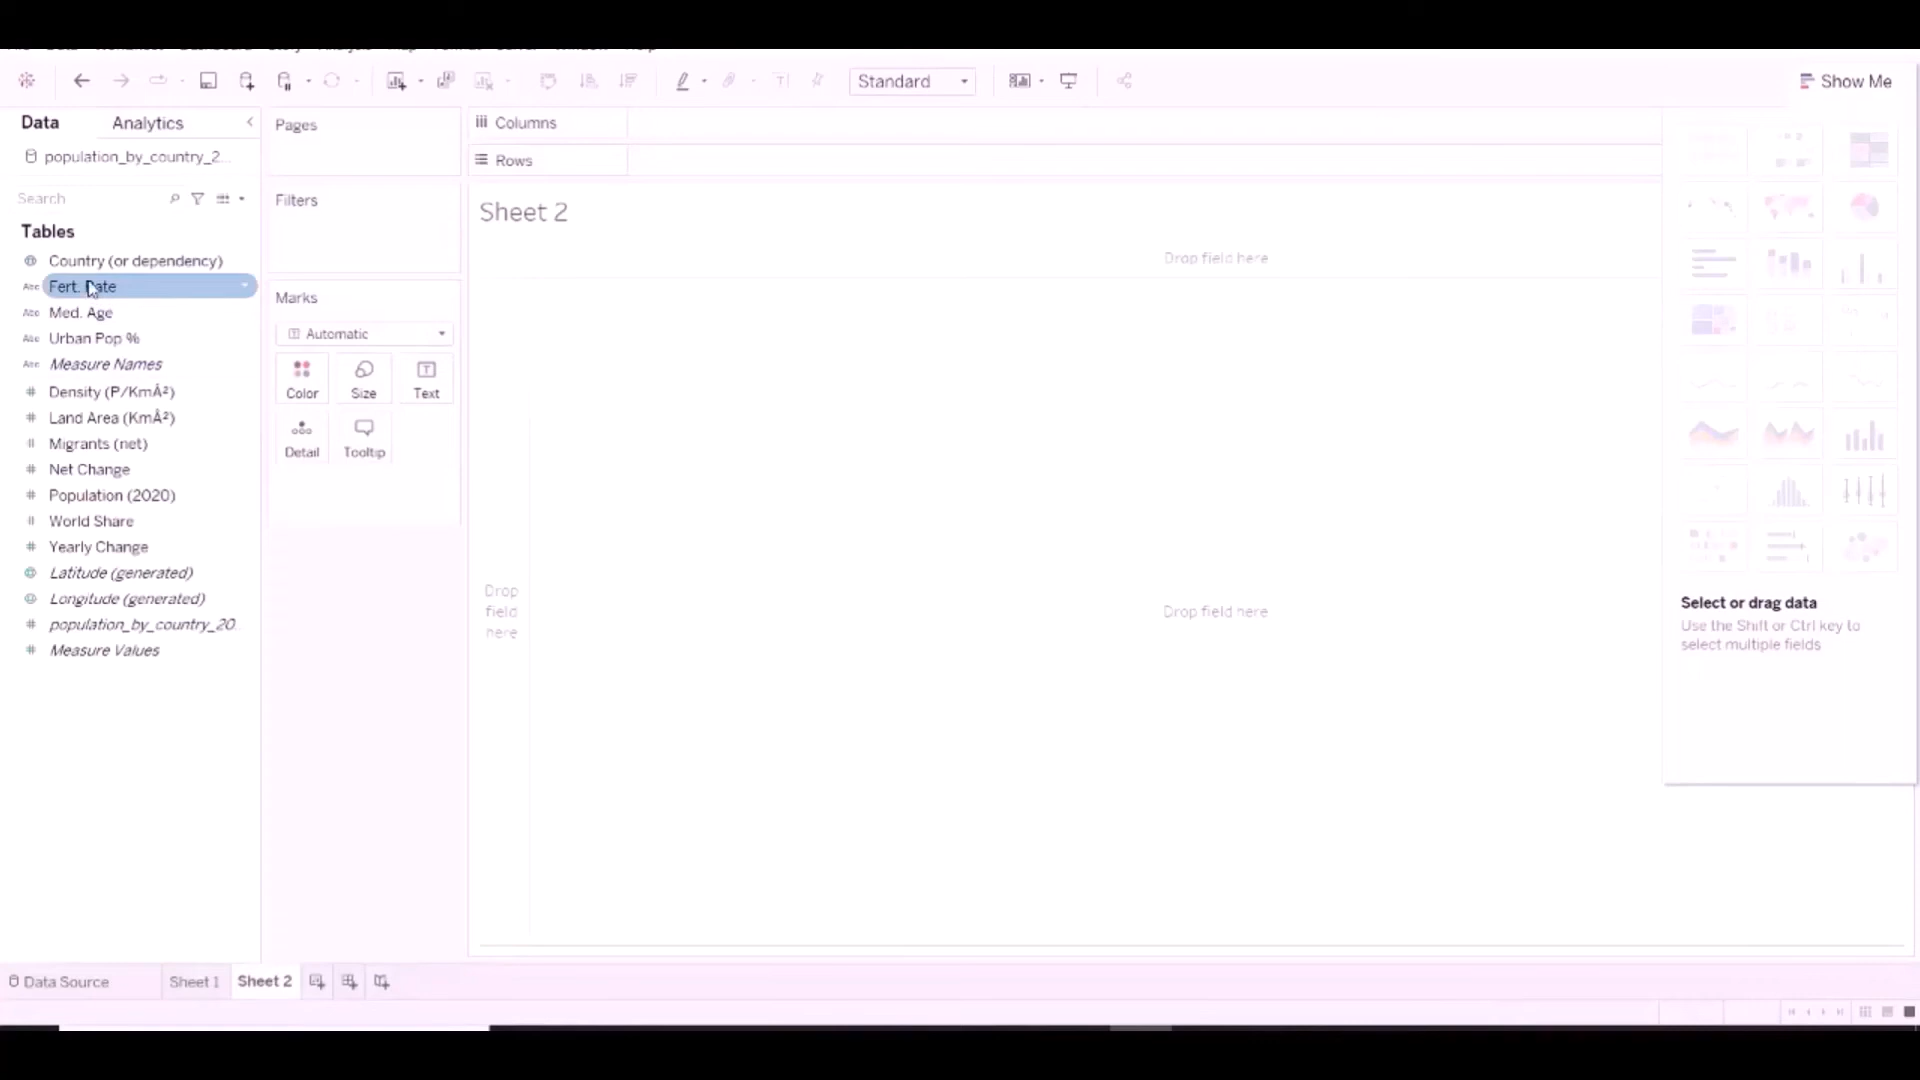 Standard
Show Me
Data
Analytics
population_by_country_2...
Search
Tables
Country (or dependency)
Abc Fert. Rate
Abc Med. Age
Abc Urban Pop %
Abc Measure Names
# Density (P/KmÂ²)
# Land Area (KmÂ²)
Migrants (net)
# Net Change
# Population (2020)
World Share
# Yearly Change
Latitude (generated)
Longitude (generated)
# population_by_country_20
# Measure Values
Pages
Filters
Marks
Automatic
Color
Size
Text
Detail
Tooltip
Columns
Rows
Sheet 2
Drop field here
Drop
field
here
Drop field here
Select or drag data
Use the Shift or Ctrl key to
select multiple fields
Data Source
Sheet 1
Sheet 2